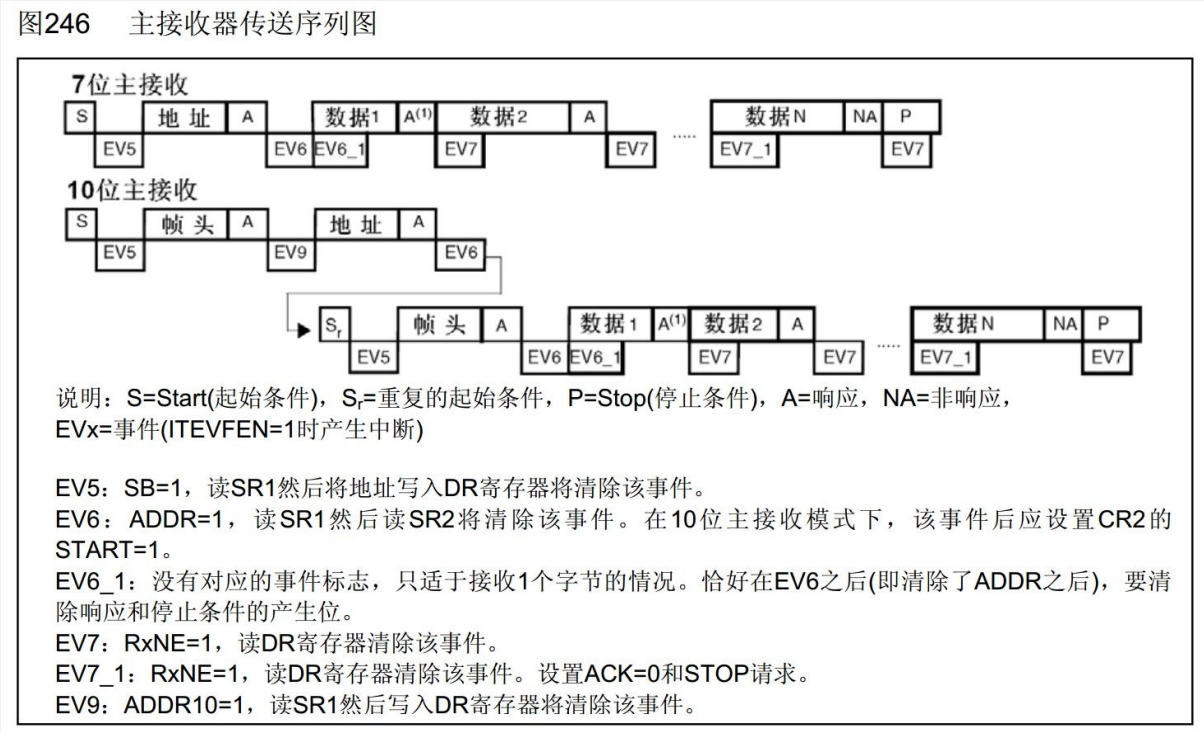 图246 主接收器传送序列图
7位主接收
S 地 址 A 数据1 A(1) 数据2 A 数据N NA P
EV5 EV6 EV6_1 EV7 EV7 ..... EV7_1 EV7
10位主接收
S 帧 头 A 地 址 A
EV5 EV9 EV6
Sr 帧 头 A 数据1 A(1) 数据2 A 数据N NA P
EV5 EV6 EV6_1 EV7 EV7 ..... EV7_1 EV7
说明：S=Start(起始条件)，Sr=重复的起始条件，P=Stop(停止条件)，A=响应，NA=非响应，
EVx=事件(ITEVFEN=1时产生中断)
EV5：SB=1，读SR1然后将地址写入DR寄存器将清除该事件。
EV6：ADDR=1，读SR1然后读SR2将清除该事件。在10位主接收模式下，该事件后应设置CR2的
START=1。
EV6_1：没有对应的事件标志，只适于接收1个字节的情况。恰好在EV6之后(即清除了ADDR之后)，要清
除响应和停止条件的产生位。
EV7：RxNE=1，读DR寄存器清除该事件。
EV7_1：RxNE=1，读DR寄存器清除该事件。设置ACK=0和STOP请求。
EV9：ADDR10=1，读SR1然后写入DR寄存器将清除该事件。